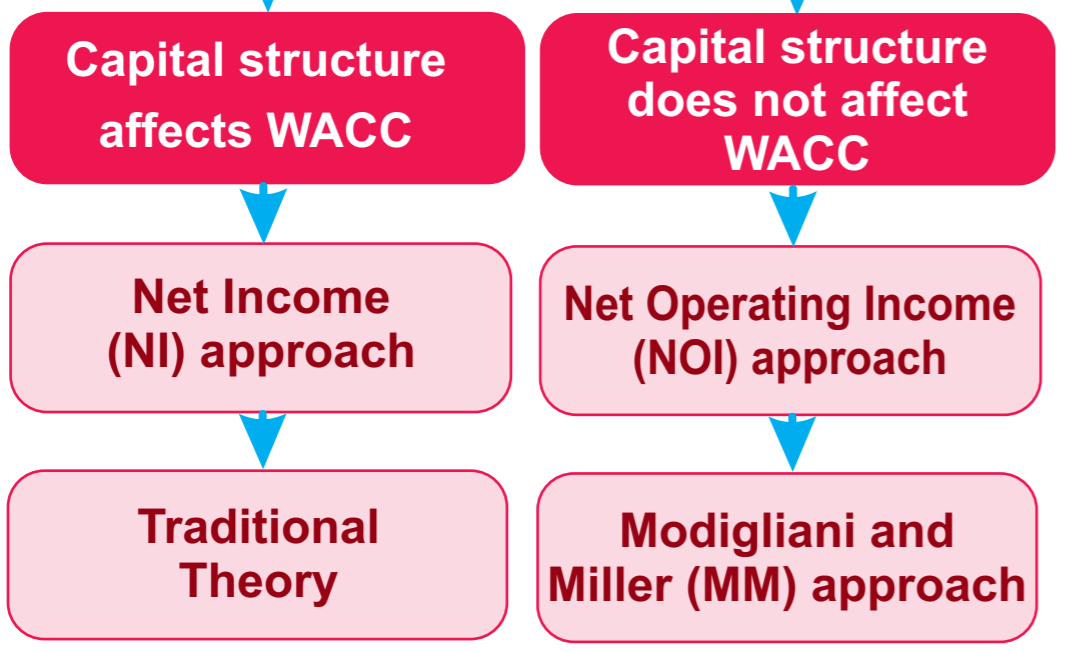 Capital structure
affects WACC
Capital structure
does not affect
WACC
Net Income
(NI) approach
Net Operating Income
(NOI) approach
Traditional
Theory
Modigliani and
Miller (MM) approach